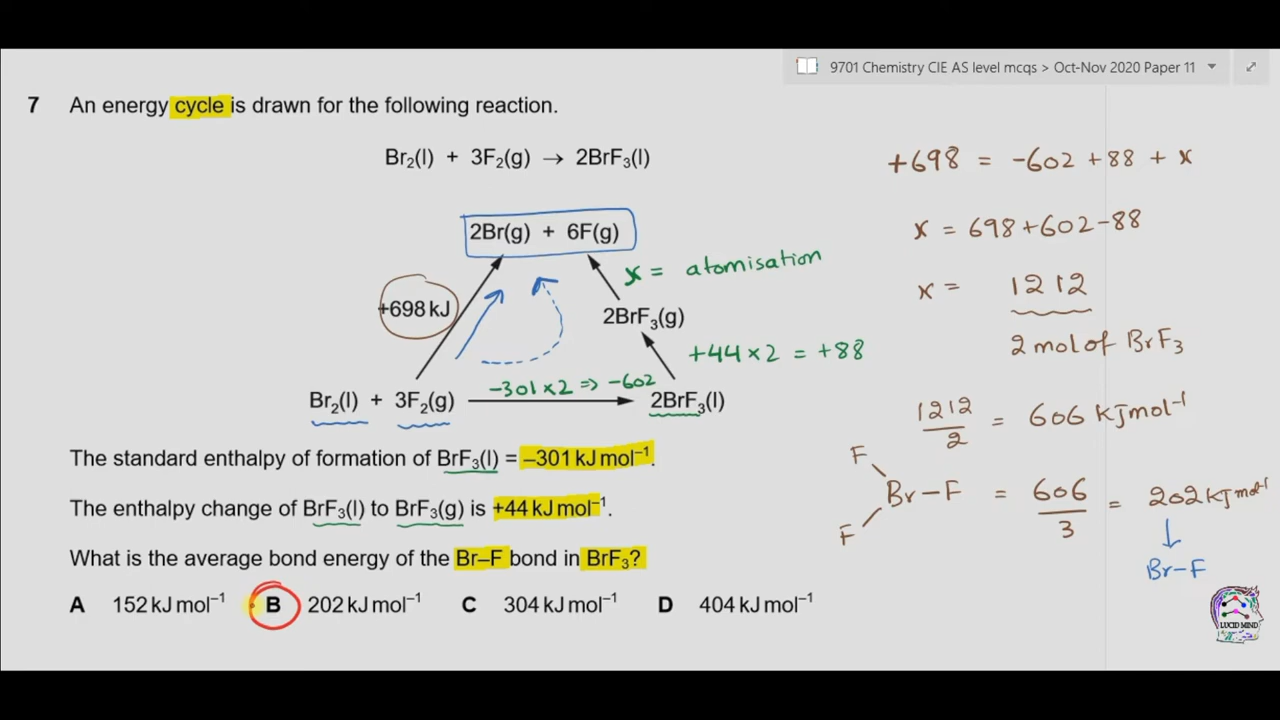 9701 Chemistry CIE AS level mcqs > Oct-Nov 2020 Paper 11
7 An energy cycle is drawn for the following reaction.
Br₂(l) + 3F₂(g) → 2BrF₃(l)
2Br(g) + 6F(g)
x = atomisation
+698 kJ
2BrF₃(g)
+44 × 2 = +88
-301 × 2 ⇒ -602
Br₂(l) + 3F₂(g)
2BrF₃(l)
The standard enthalpy of formation of BrF₃(l) = –301 kJ mol⁻¹.
The enthalpy change of BrF₃(l) to BrF₃(g) is +44 kJ mol⁻¹.
What is the average bond energy of the Br–F bond in BrF₃?
A 152 kJ mol⁻¹ B 202 kJ mol⁻¹ C 304 kJ mol⁻¹ D 404 kJ mol⁻¹
+698 = -602 + 88 + x
x = 698 + 602 - 88
x = 1212
2 mol of BrF₃
1212/2 = 606 kJ mol⁻¹
F
Br – F = 606/3 = 202 kJ mol⁻¹
F
Br – F
LUCID MIND